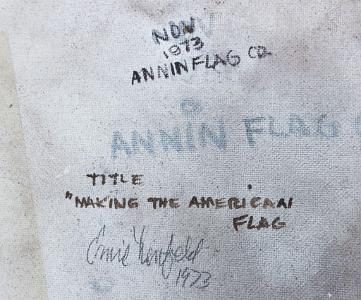 NOV
1973
ANNIN FLAG CO.
ANNIN FLAG
TITLE
"MAKING THE AMERICAN
FLAG
1973